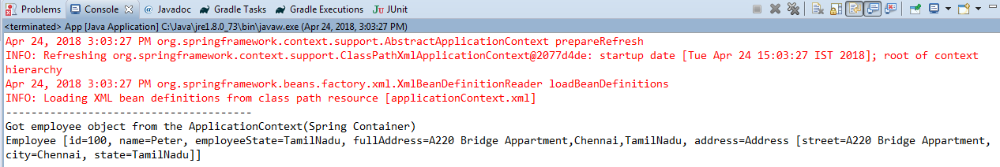 Problems Console Javadoc Gradle Tasks Gradle Executions JUnit
<terminated> App [Java Application] C:\Java\jre1.8.0_73\bin\javaw.exe (Apr 24, 2018, 3:03:27 PM)
Apr 24, 2018 3:03:27 PM org.springframework.context.support.AbstractApplicationContext prepareRefresh
INFO: Refreshing org.springframework.context.support.ClassPathXmlApplicationContext@2077d4de: startup date [Tue Apr 24 15:03:27 IST 2018]; root of context
hierarchy
Apr 24, 2018 3:03:27 PM org.springframework.beans.factory.xml.XmlBeanDefinitionReader loadBeanDefinitions
INFO: Loading XML bean definitions from class path resource [applicationContext.xml]
---------------------------------------
Got employee object from the ApplicationContext(Spring Container)
Employee [id=100, name=Peter, employeeState=TamilNadu, fullAddress=A220 Bridge Appartment,Chennai,TamilNadu, address=Address [street=A220 Bridge Appartment,
city=Chennai, state=TamilNadu]]